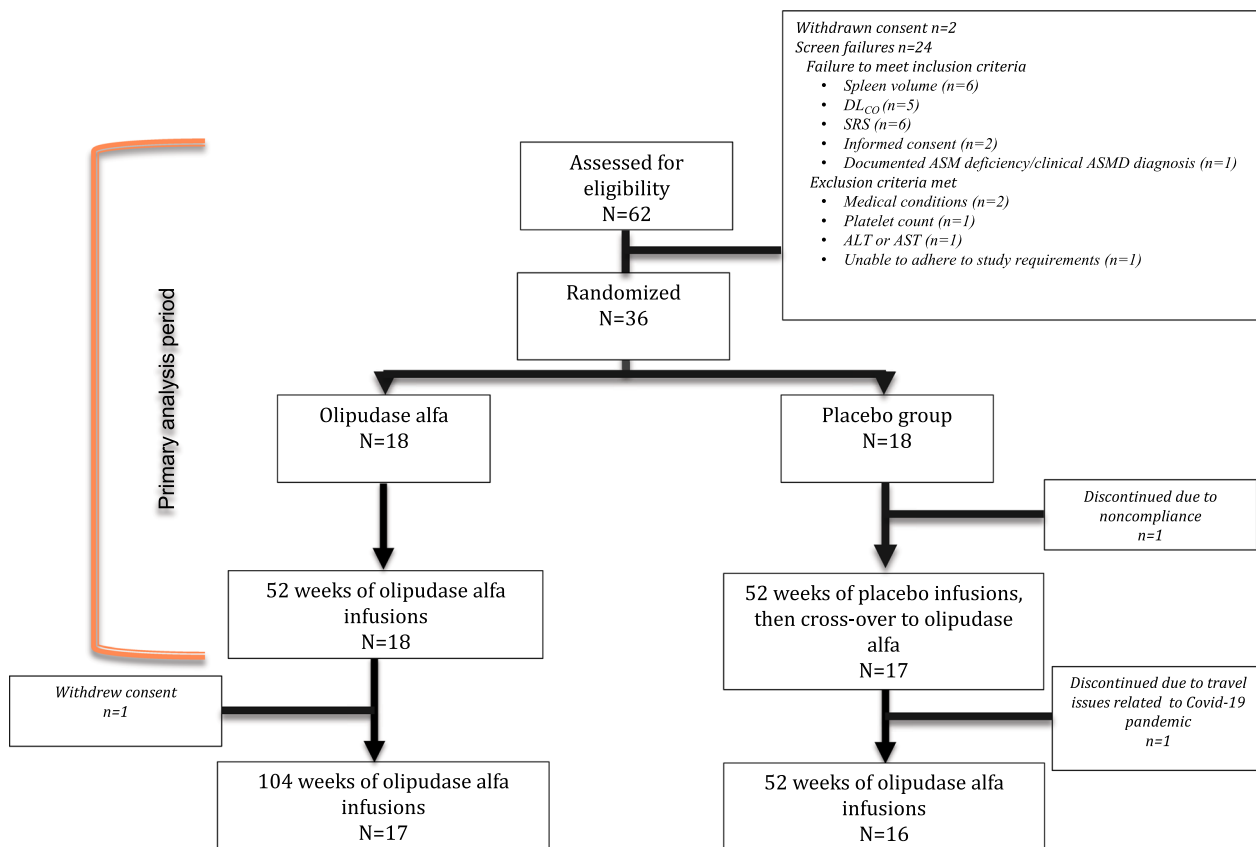 Withdrawn consent n=2
Screen failures n=24
Failure to meet inclusion criteria
• Spleen volume (n=6)
• DLCO (n=5)
• SRS (n=6)
• Informed consent (n=2)
• Documented ASM deficiency/clinical ASMD diagnosis (n=1)
Exclusion criteria met
• Medical conditions (n=2)
• Platelet count (n=1)
• ALT or AST (n=1)
• Unable to adhere to study requirements (n=1)
Assessed for
eligibility
N=62
Randomized
N=36
Primary analysis period
Olipudase alfa
N=18
Placebo group
N=18
Discontinued due to
noncompliance
n=1
52 weeks of olipudase alfa
infusions
N=18
52 weeks of placebo infusions,
then cross-over to olipudase
alfa
N=17
Withdrew consent
n=1
Discontinued due to travel
issues related to Covid-19
pandemic
n=1
104 weeks of olipudase alfa
infusions
N=17
52 weeks of olipudase alfa
infusions
N=16